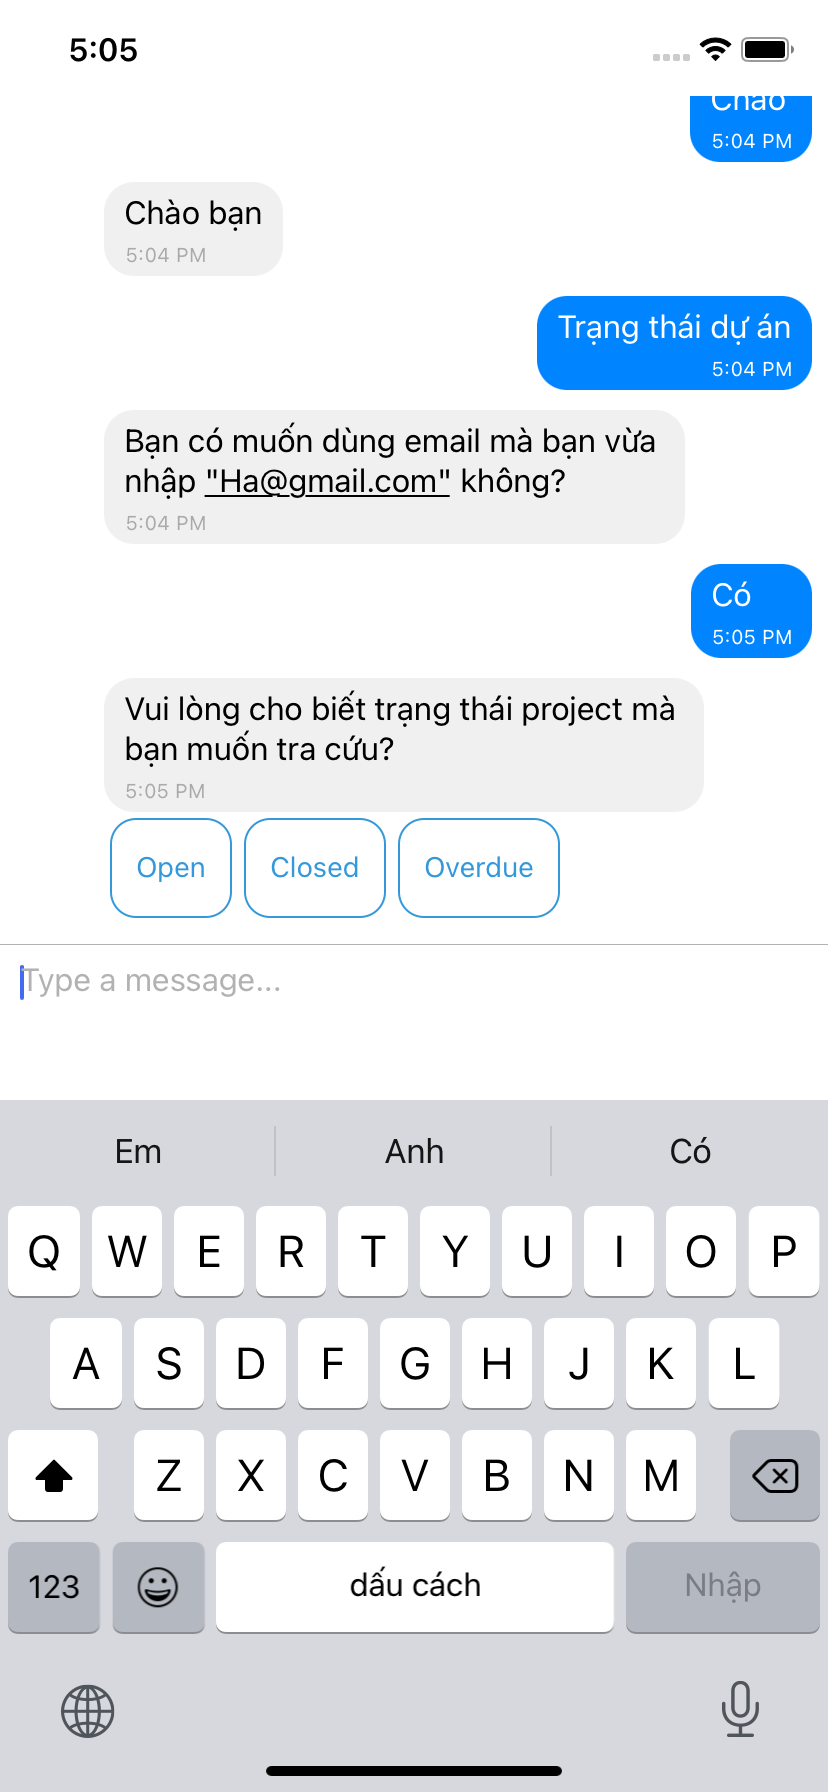 5:05
Chào
5:04 PM
Chào bạn
5:04 PM
Trạng thái dự án
5:04 PM
Bạn có muốn dùng email mà bạn vừa
nhập "Ha@gmail.com" không?
5:04 PM
Có
5:05 PM
Vui lòng cho biết trạng thái project mà
bạn muốn tra cứu?
5:05 PM
Open Closed Overdue
Type a message...
Em Anh Có
Q W E R T Y U I O P
A S D F G H J K L
Z X C V B N M
123 dấu cách Nhập